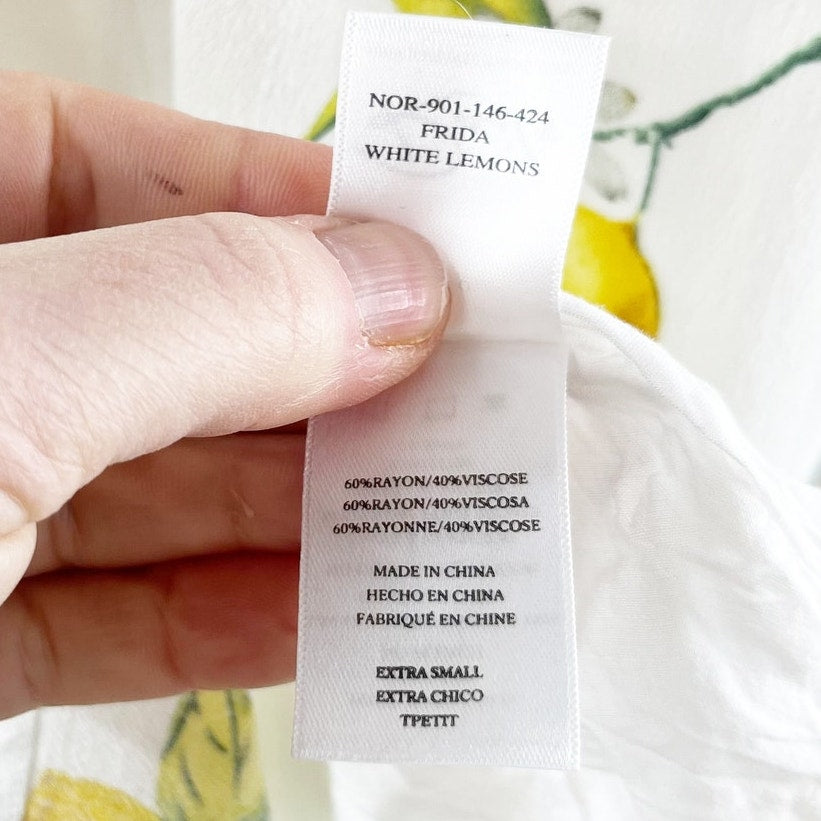 NOR-901-146-424
FRIDA
WHITE LEMONS
60%RAYON/40%VISCOSE
60%RAYON/40%VISCOSA
60%RAYONNE/40%VISCOSE
MADE IN CHINA
HECHO EN CHINA
FABRIQUÉ EN CHINE
EXTRA SMALL
EXTRA CHICO
TPETIT